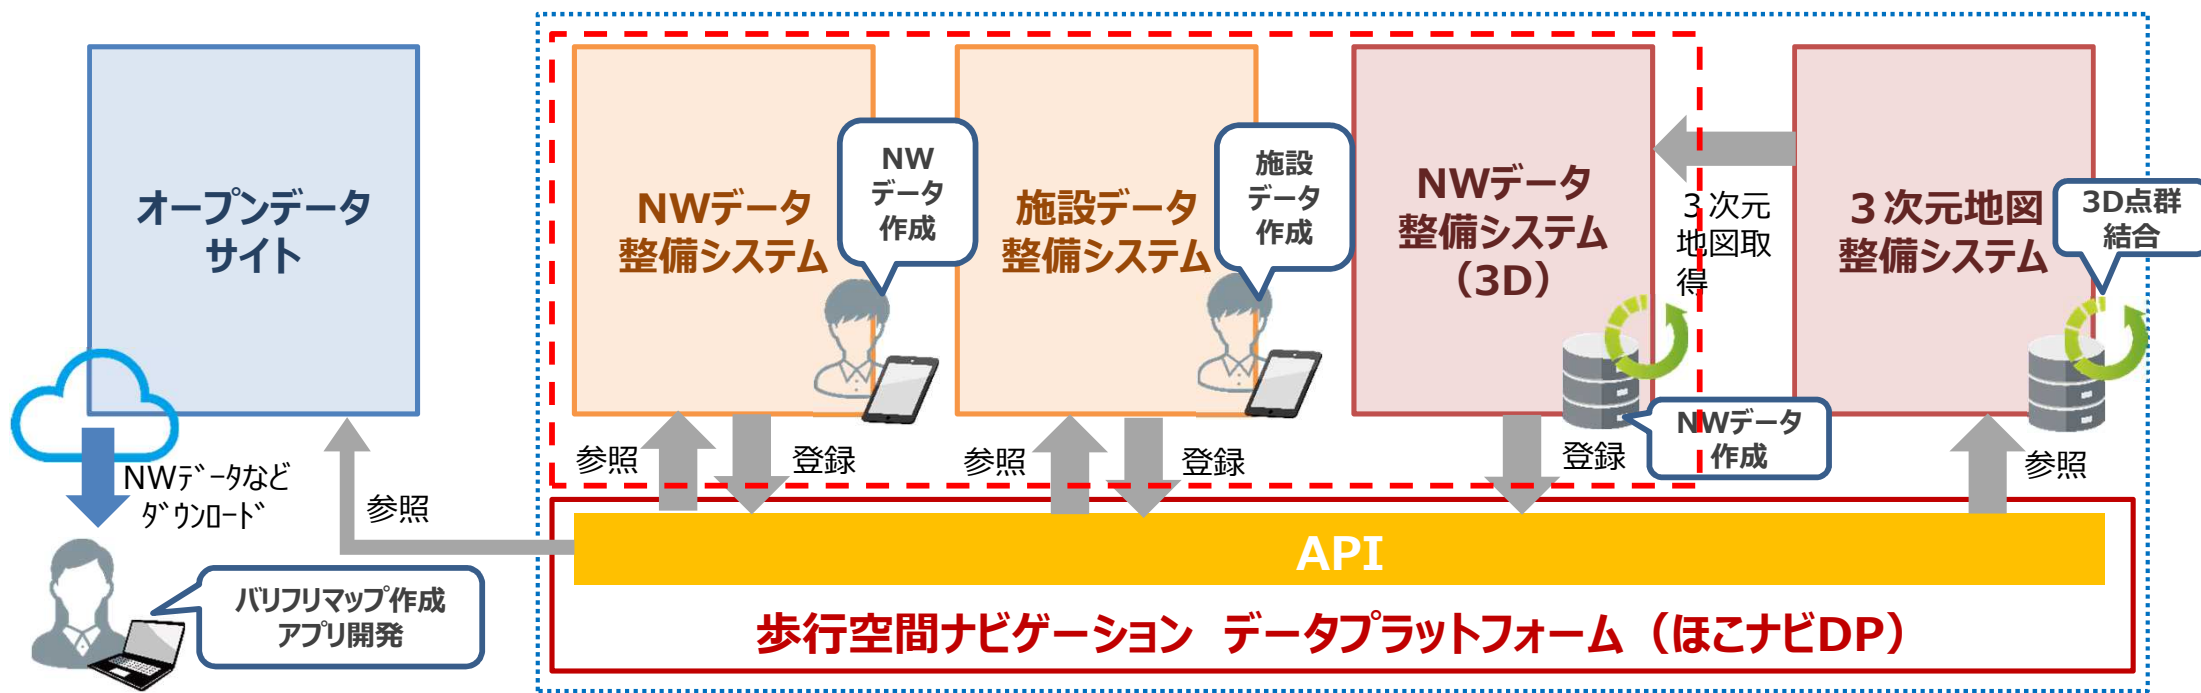 オープンデータ
サイト
NWデータ
整備システム
NW
データ
作成
施設データ
整備システム
施設
データ
作成
NWデータ
整備システム
（3D）
３次元
地図取
得
３次元地図
整備システム
3D点群
結合
NWデータ
作成
参照
登録
参照
登録
登録
参照
NWﾃﾞｰﾀなど
ﾀﾞｳﾝﾛｰﾄﾞ
参照
バリフリマップ作成
アプリ開発
API
歩行空間ナビゲーション データプラットフォーム（ほこナビDP）